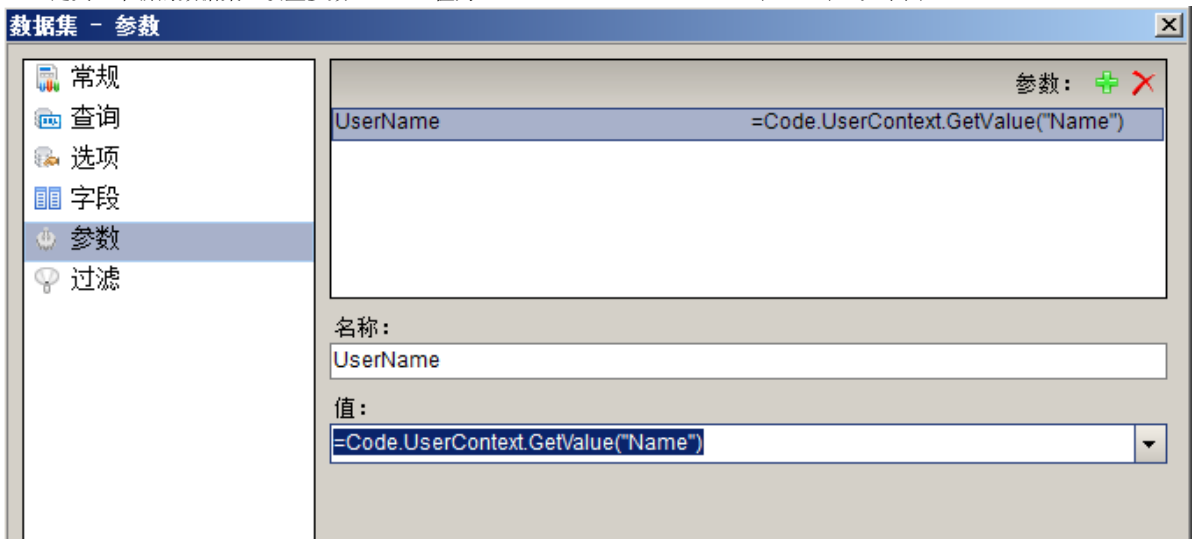 数据集 - 参数
常规
查询
选项
字段
参数
过滤
参数：
UserName =Code.UserContext.GetValue("Name")
名称：
UserName
值：
=Code.UserContext.GetValue("Name")